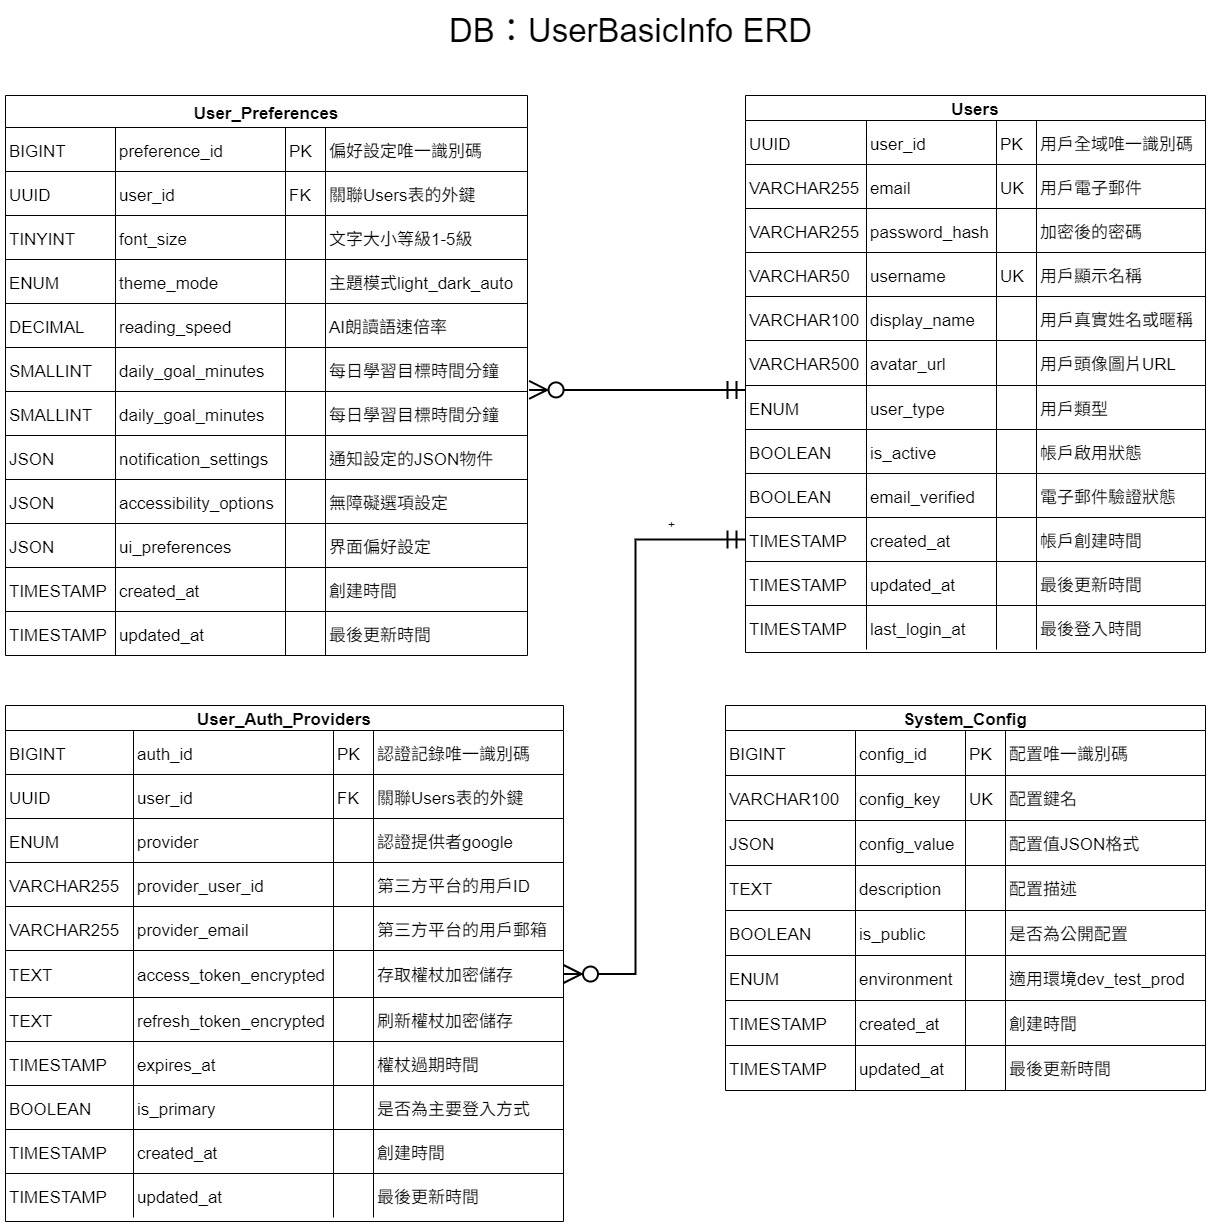 DB：UserBasicInfo ERD
User_Preferences
BIGINT preference_id PK 偏好設定唯一識別碼
UUID user_id FK 關聯Users表的外鍵
TINYINT font_size 文字大小等級1-5級
ENUM theme_mode 主題模式light_dark_auto
DECIMAL reading_speed AI朗讀語速倍率
SMALLINT daily_goal_minutes 每日學習目標時間分鐘
SMALLINT daily_goal_minutes 每日學習目標時間分鐘
JSON notification_settings 通知設定的JSON物件
JSON accessibility_options 無障礙選項設定
JSON ui_preferences 界面偏好設定
TIMESTAMP created_at 創建時間
TIMESTAMP updated_at 最後更新時間
Users
UUID user_id PK 用戶全域唯一識別碼
VARCHAR255 email UK 用戶電子郵件
VARCHAR255 password_hash 加密後的密碼
VARCHAR50 username UK 用戶顯示名稱
VARCHAR100 display_name 用戶真實姓名或暱稱
VARCHAR500 avatar_url 用戶頭像圖片URL
ENUM user_type 用戶類型
BOOLEAN is_active 帳戶啟用狀態
BOOLEAN email_verified 電子郵件驗證狀態
TIMESTAMP created_at 帳戶創建時間
TIMESTAMP updated_at 最後更新時間
TIMESTAMP last_login_at 最後登入時間
+
User_Auth_Providers
BIGINT auth_id PK 認證記錄唯一識別碼
UUID user_id FK 關聯Users表的外鍵
ENUM provider 認證提供者google
VARCHAR255 provider_user_id 第三方平台的用戶ID
VARCHAR255 provider_email 第三方平台的用戶郵箱
TEXT access_token_encrypted 存取權杖加密儲存
TEXT refresh_token_encrypted 刷新權杖加密儲存
TIMESTAMP expires_at 權杖過期時間
BOOLEAN is_primary 是否為主要登入方式
TIMESTAMP created_at 創建時間
TIMESTAMP updated_at 最後更新時間
System_Config
BIGINT config_id PK 配置唯一識別碼
VARCHAR100 config_key UK 配置鍵名
JSON config_value 配置值JSON格式
TEXT description 配置描述
BOOLEAN is_public 是否為公開配置
ENUM environment 適用環境dev_test_prod
TIMESTAMP created_at 創建時間
TIMESTAMP updated_at 最後更新時間